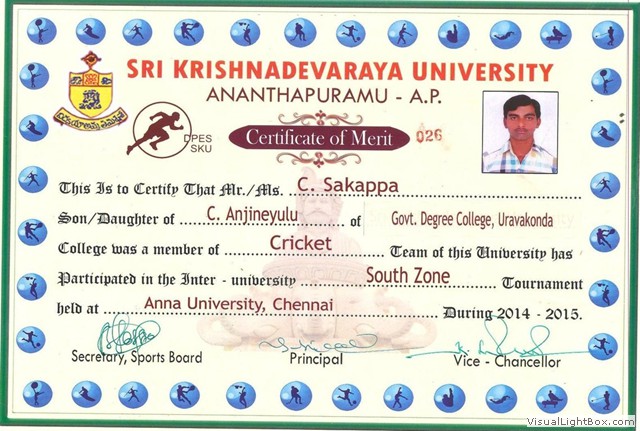 SRI KRISHNADEVARAYA UNIVERSITY
ANANTHAPURAMU - A.P.
DPES
SKU
Certificate of Merit
026
This Is to Certify That Mr./Ms. C. Sakappa
Son/Daughter of C. Anjineyulu of Govt. Degree College, Uravakonda
College was a member of Cricket Team of this University has
Participated in the Inter - university South Zone Tournament
held at Anna University, Chennai During 2014 - 2015.
Secretary, Sports Board
Principal
Vice - Chancellor
VisualLightBox.com